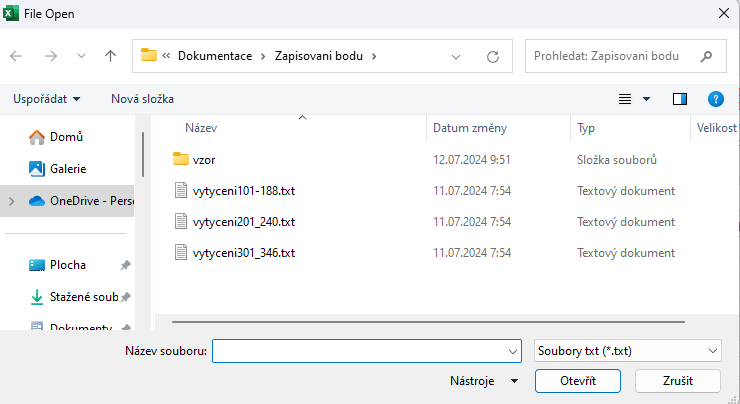 File Open
Dokumentace > Zapisovani bodu >
Prohledat: Zapisovani bodu
Uspořádat
Nová složka
Domů
Galerie
OneDrive - Perso
Plocha
Stažené soub
Dokumenty
Název Datum změny Typ Velikost
vzor 12.07.2024 9:51 Složka souborů
vytyceni101-188.txt 11.07.2024 7:54 Textový dokument
vytyceni201_240.txt 11.07.2024 7:54 Textový dokument
vytyceni301_346.txt 11.07.2024 7:54 Textový dokument
Název souboru:
Soubory txt (*.txt)
Nástroje
Otevřít
Zrušit